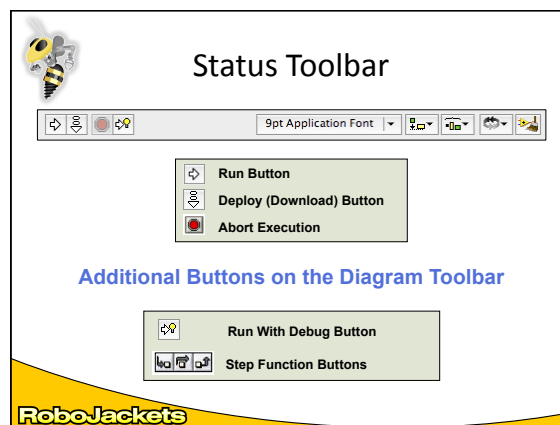 Status Toolbar
9pt Application Font
Run Button
Deploy (Download) Button
Abort Execution
Additional Buttons on the Diagram Toolbar
Run With Debug Button
Step Function Buttons
RoboJackets